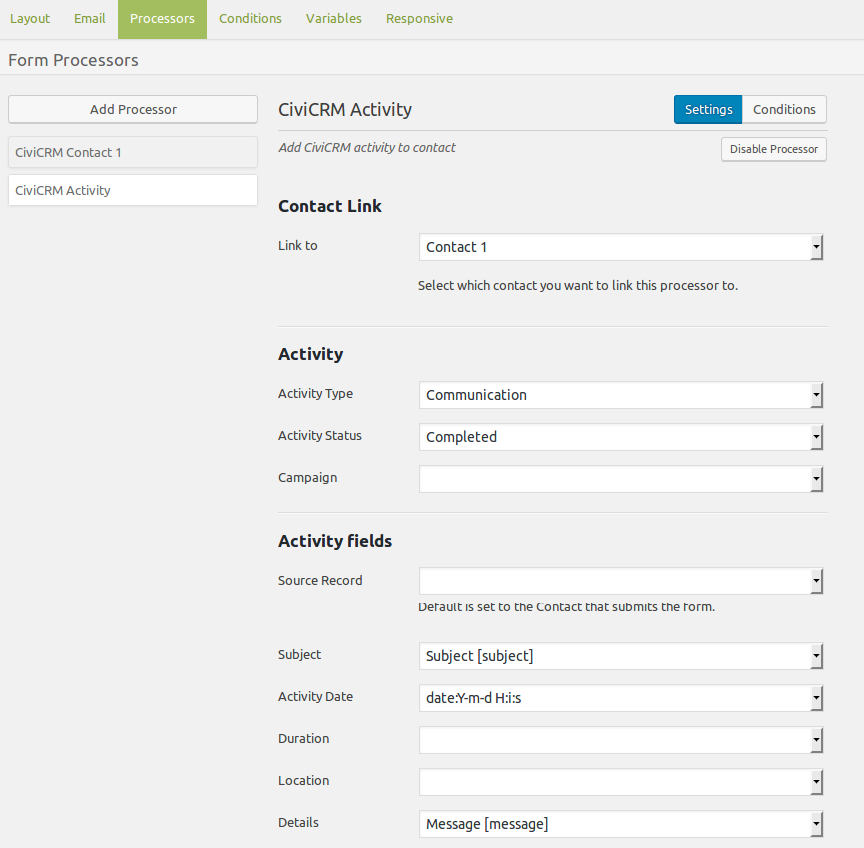 Layout Email Processors Conditions Variables Responsive
Form Processors
Add Processor
CiviCRM Contact 1
CiviCRM Activity
CiviCRM Activity Settings Conditions
Add CiviCRM activity to contact Disable Processor
Contact Link
Link to Contact 1
Select which contact you want to link this processor to.
Activity
Activity Type Communication
Activity Status Completed
Campaign
Activity fields
Source Record
Default is set to the Contact that submits the form.
Subject Subject [subject]
Activity Date date:Y-m-d H:i:s
Duration
Location
Details Message [message]